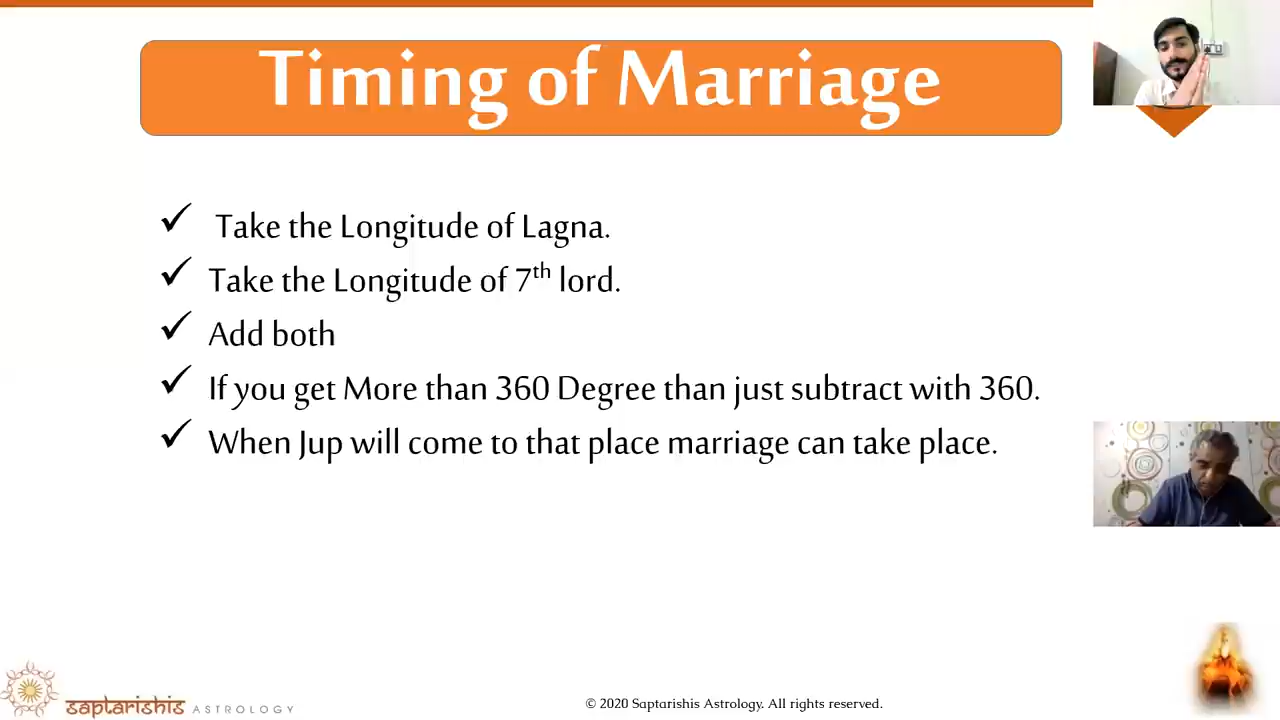 Timing of Marriage
✓ Take the Longitude of Lagna.
✓ Take the Longitude of 7th lord.
✓ Add both
✓ If you get More than 360 Degree than just subtract with 360.
✓ When Jup will come to that place marriage can take place.
saptarishis ASTROLOGY
© 2020 Saptarishis Astrology. All rights reserved.